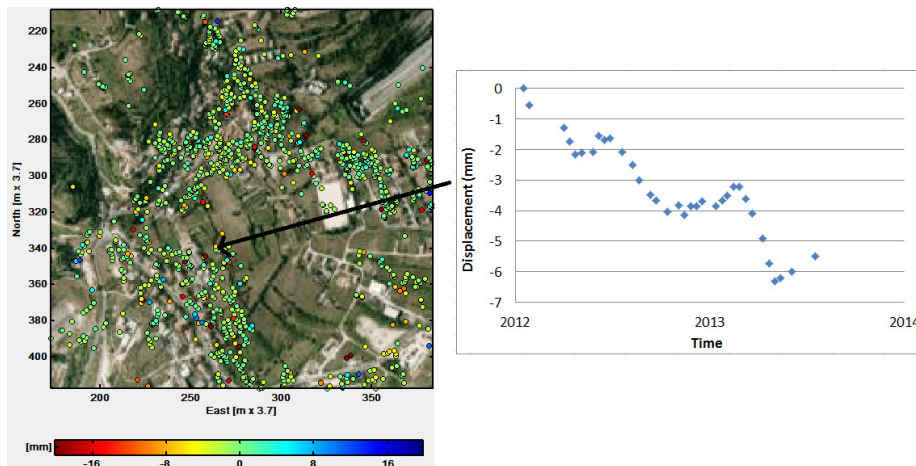 220
240
260
280
300
320
340
360
380
400
North [m x 3.7]
200 250 300 350
East [m x 3.7]
[mm]
-16 -8 0 8 16
0
-1
-2
-3
-4
-5
-6
-7
Displacement (mm)
2012 2013 2014
Time